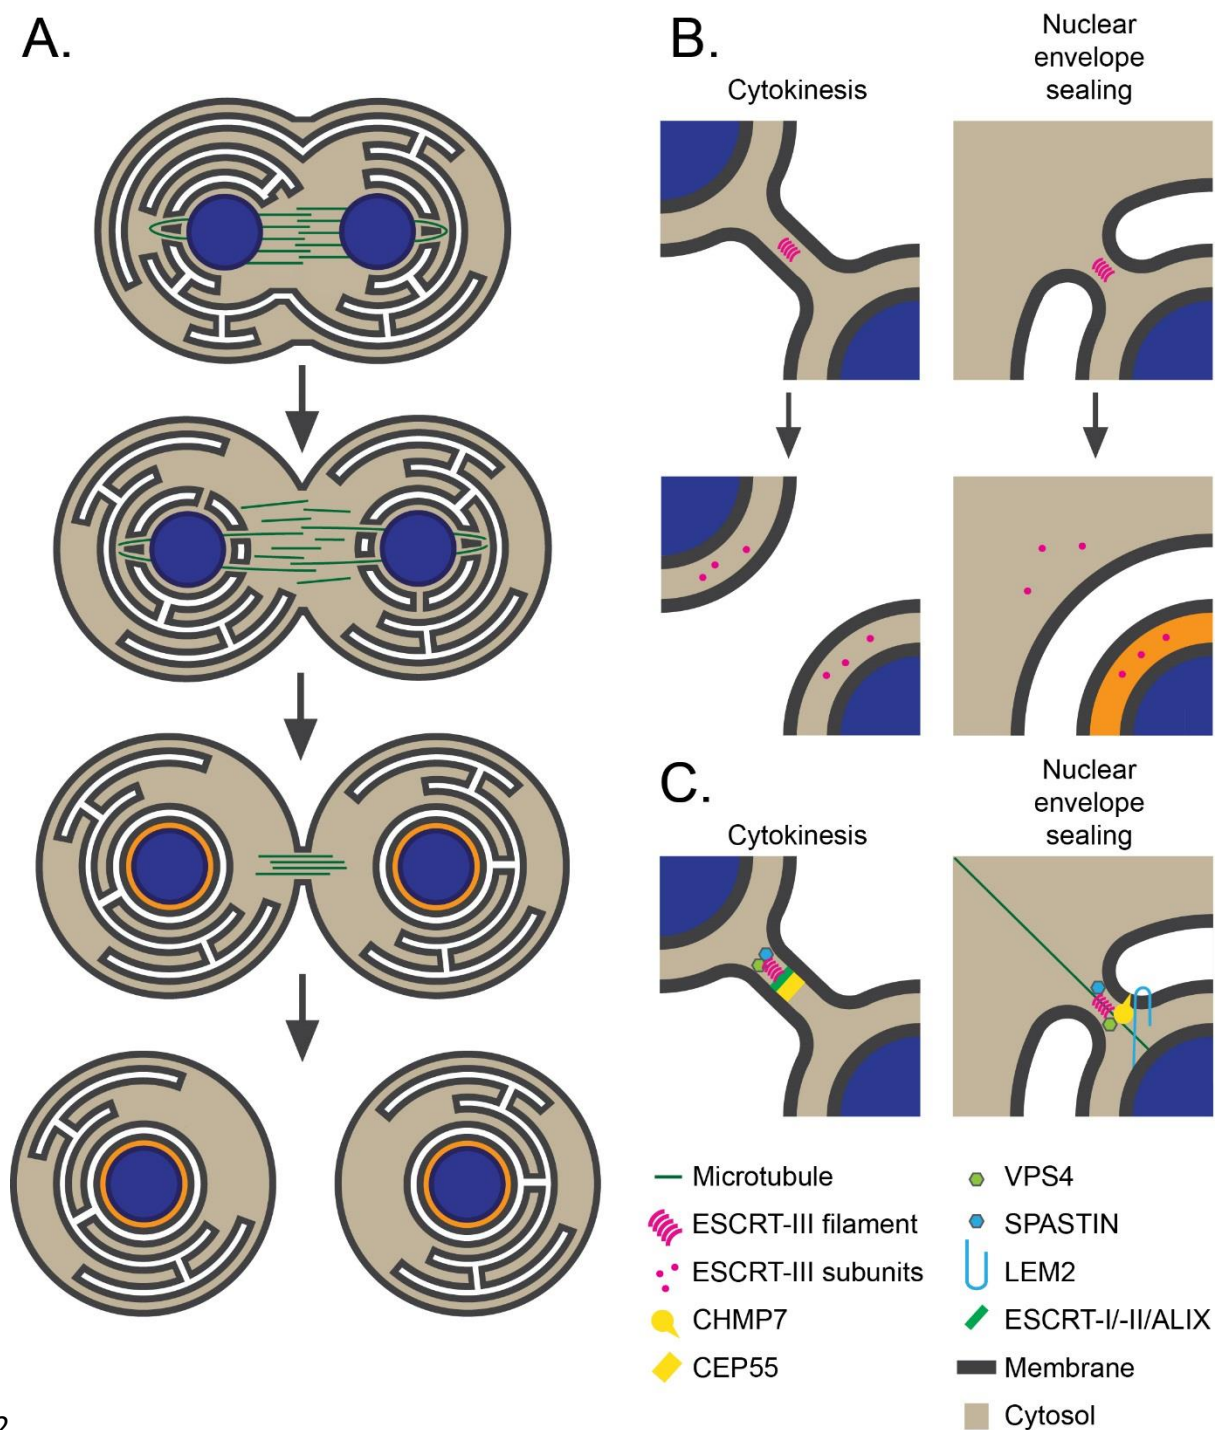 A.
B.
Cytokinesis
Nuclear
envelope
sealing
C.
Cytokinesis
Nuclear
envelope
sealing
Microtubule
ESCRT-III filament
ESCRT-III subunits
CHMP7
CEP55
VPS4
SPASTIN
LEM2
ESCRT-I/-II/ALIX
Membrane
Cytosol
2